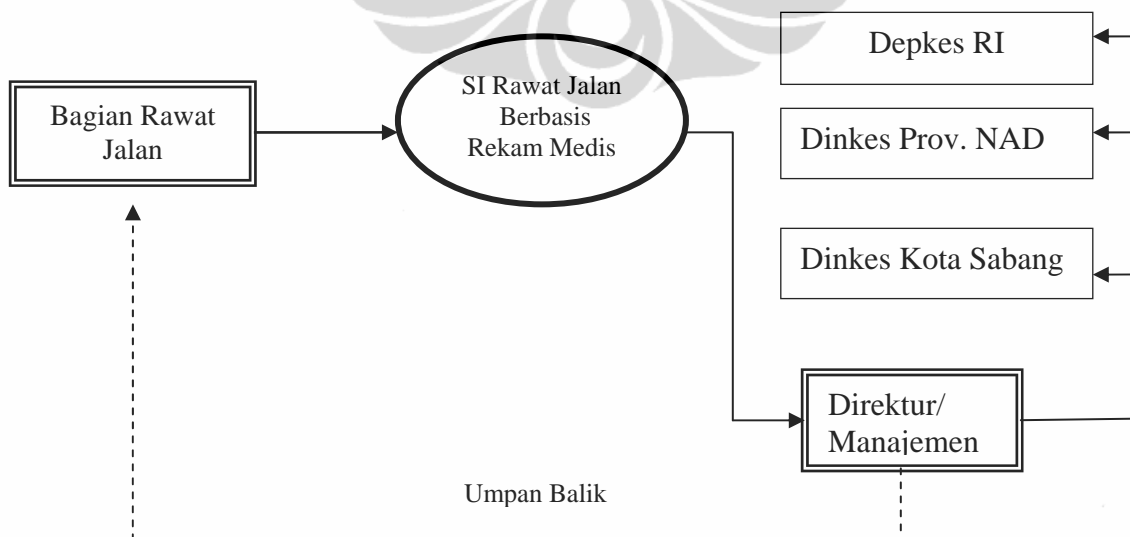 Depkes RI
Bagian Rawat
Jalan
SI Rawat Jalan
Berbasis
Rekam Medis
Dinkes Prov. NAD
Dinkes Kota Sabang
Direktur/
Manajemen
Umpan Balik